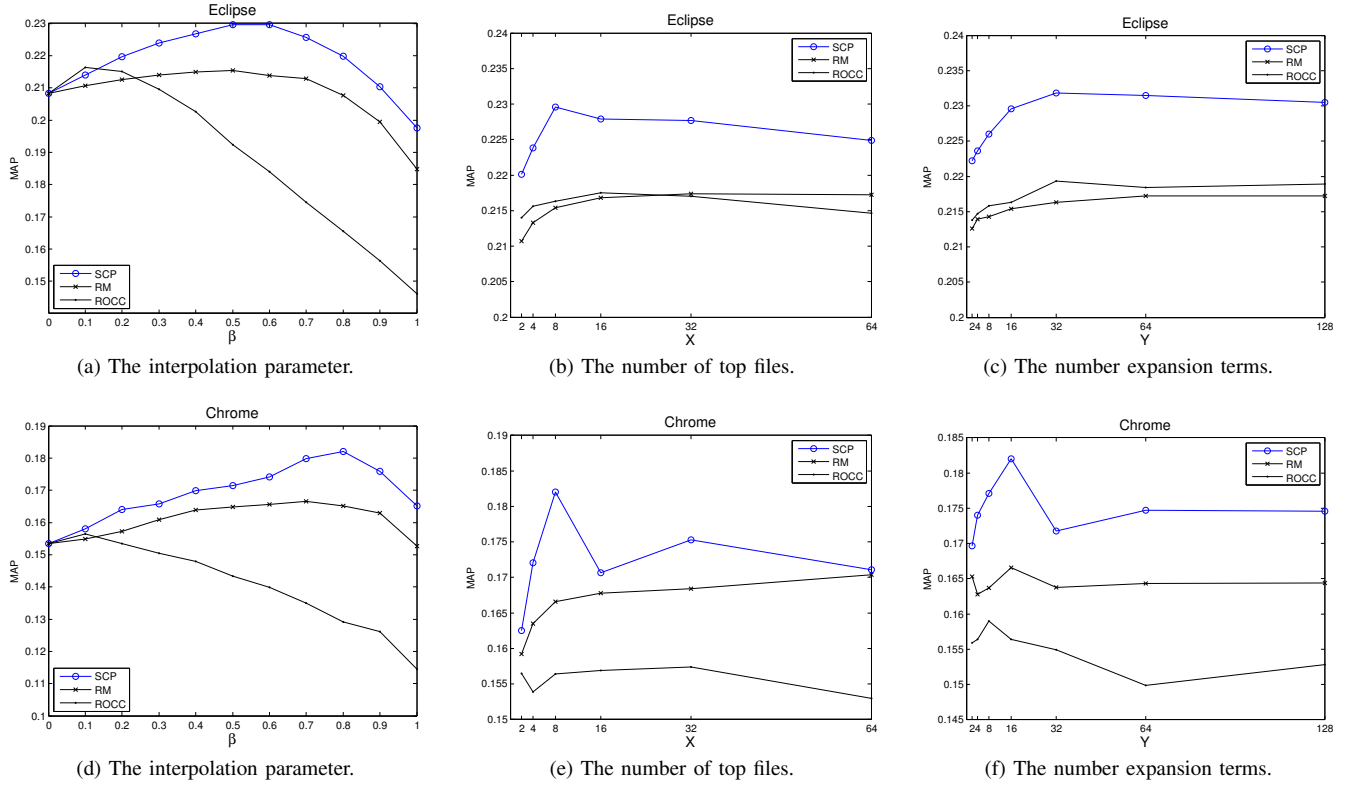 Eclipse
0.23
0.22
0.21
0.2
0.19
0.18
0.17
0.16
0.15
MAP
SCP
RM
ROCC
0 0.1 0.2 0.3 0.4 0.5 0.6 0.7 0.8 0.9 1
β
(a) The interpolation parameter.
Eclipse
0.24
0.235
0.23
0.225
0.22
0.215
0.21
0.205
0.2
MAP
SCP
RM
ROCC
2 4 8 16 32 64
X
(b) The number of top files.
Eclipse
0.24
0.235
0.23
0.225
0.22
0.215
0.21
0.205
0.2
MAP
SCP
RM
ROCC
2 4 8 16 32 64 128
Y
(c) The number expansion terms.
Chrome
0.19
0.18
0.17
0.16
0.15
0.14
0.13
0.12
0.11
0.1
MAP
SCP
RM
ROCC
0 0.1 0.2 0.3 0.4 0.5 0.6 0.7 0.8 0.9 1
β
(d) The interpolation parameter.
Chrome
0.19
0.185
0.18
0.175
0.17
0.165
0.16
0.155
0.15
MAP
SCP
RM
ROCC
2 4 8 16 32 64
X
(e) The number of top files.
Chrome
0.185
0.18
0.175
0.17
0.165
0.16
0.155
0.15
0.145
MAP
SCP
RM
ROCC
2 4 8 16 32 64 128
Y
(f) The number expansion terms.